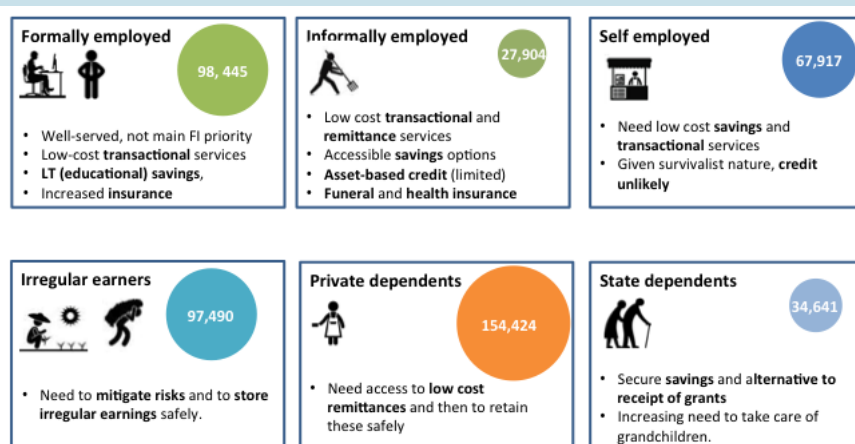 Formally employed
98, 445
• Well-served, not main FI priority
• Low-cost transactional services
• LT (educational) savings,
• Increased insurance
Informally employed
27,904
• Low cost transactional and
remittance services
• Accessible savings options
• Asset-based credit (limited)
• Funeral and health insurance
Self employed
67,917
• Need low cost savings and
transactional services
• Given survivalist nature, credit
unlikely
Irregular earners
97,490
• Need to mitigate risks and to store
irregular earnings safely.
Private dependents
154,424
• Need access to low cost
remittances and then to retain
these safely
State dependents
34,641
• Secure savings and alternative to
receipt of grants
• Increasing need to take care of
grandchildren.